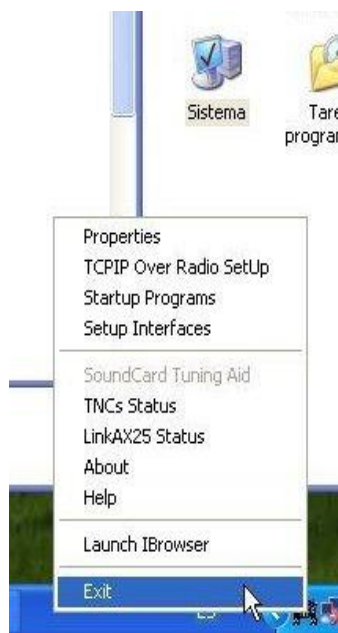 Sistema
Properties
TCPIP Over Radio SetUp
Startup Programs
Setup Interfaces
SoundCard Tuning Aid
TNCs Status
LinkAX25 Status
About
Help
Launch IBrowser
Exit